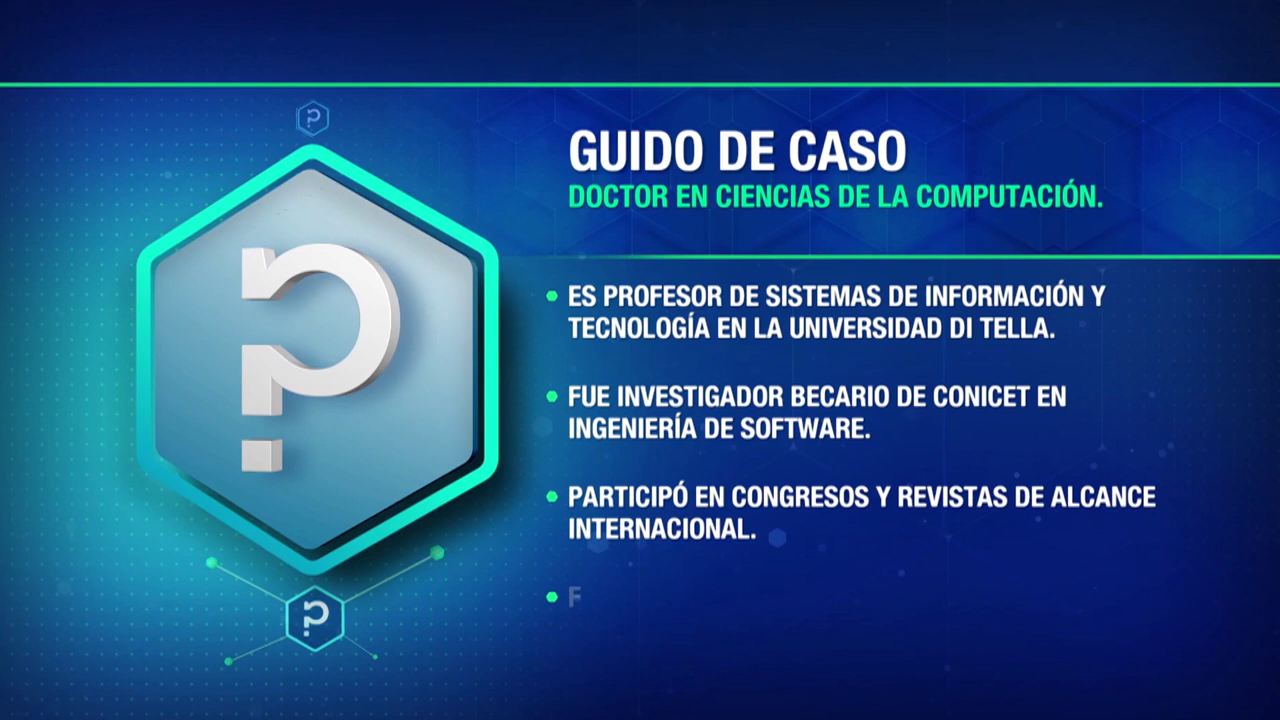 GUIDO DE CASO
DOCTOR EN CIENCIAS DE LA COMPUTACIÓN.
ES PROFESOR DE SISTEMAS DE INFORMACIÓN Y
TECNOLOGÍA EN LA UNIVERSIDAD DI TELLA.
FUE INVESTIGADOR BECARIO DE CONICET EN
INGENIERÍA DE SOFTWARE.
PARTICIPÓ EN CONGRESOS Y REVISTAS DE ALCANCE
INTERNACIONAL.
F